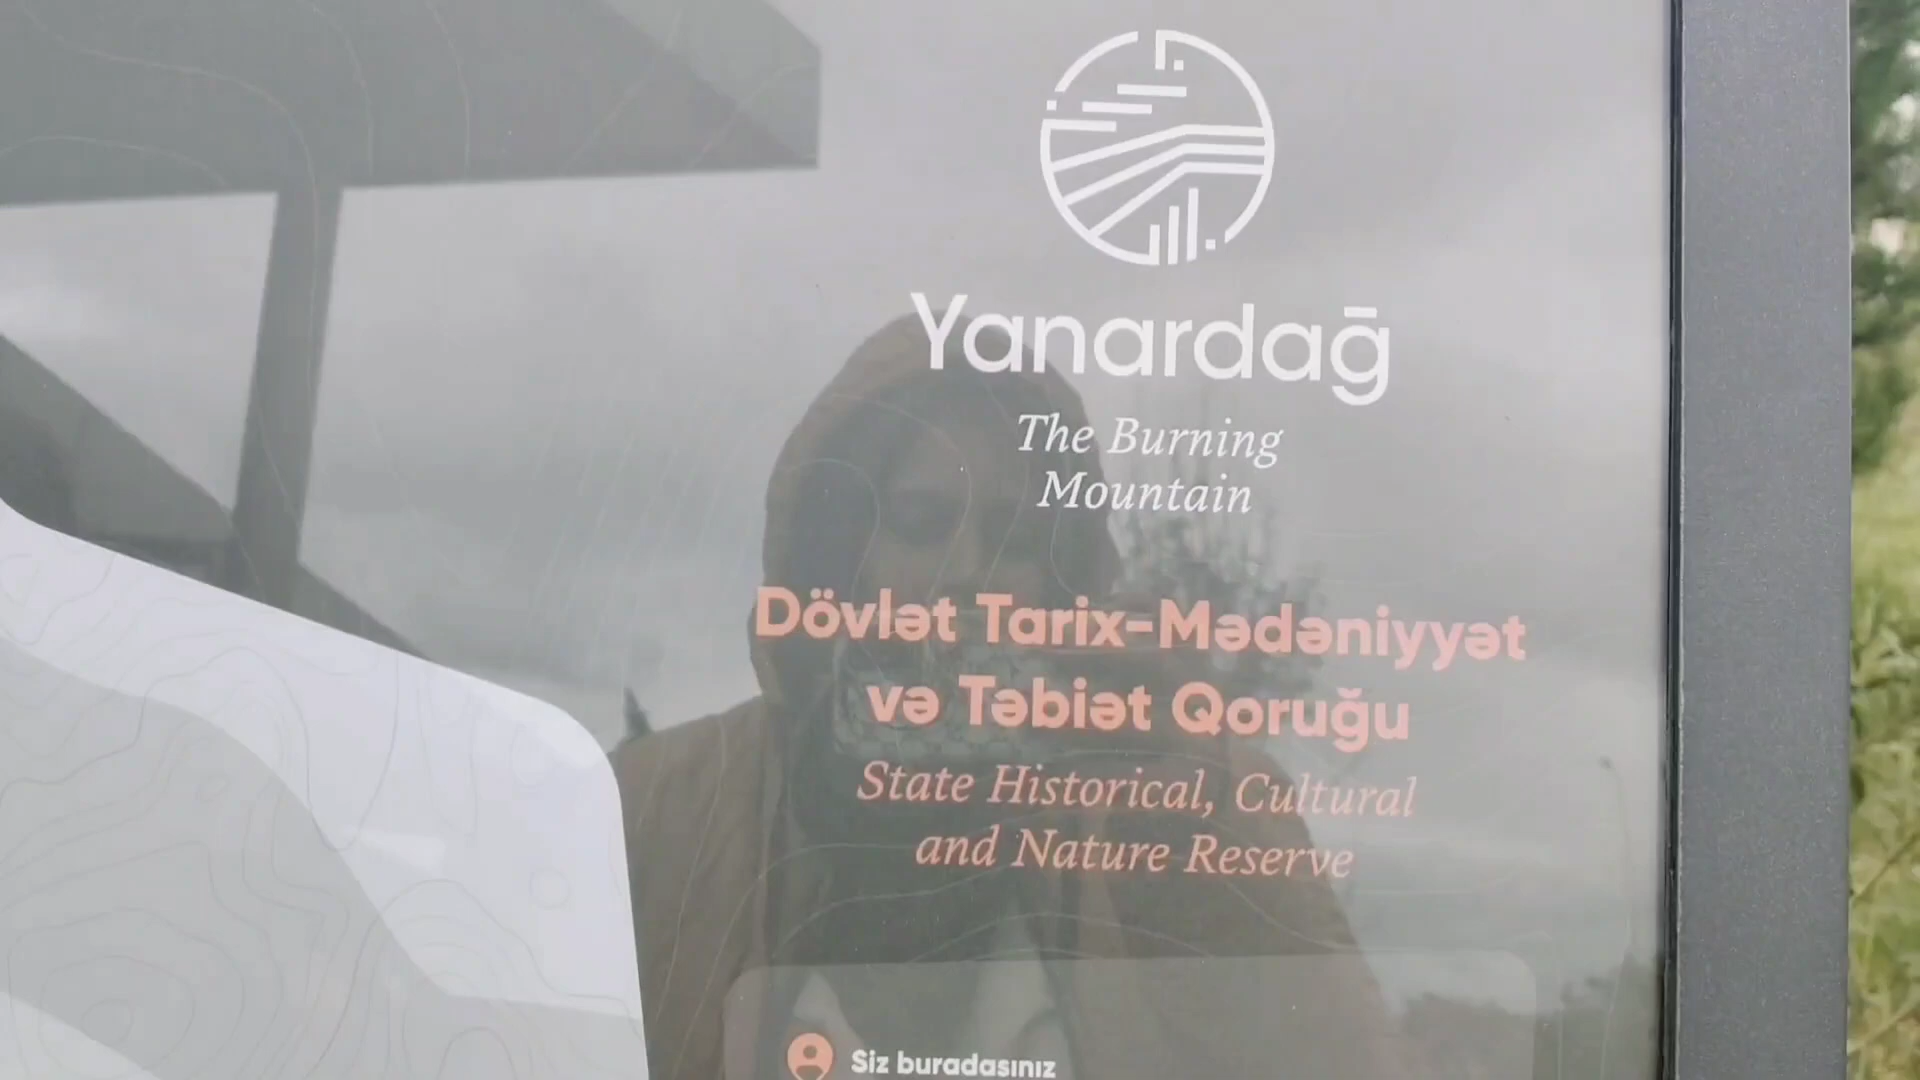 Yanardağ
The Burning
Mountain
Dövlət Tarix-Mədəniyyət
və Təbiət Qoruğu
State Historical, Cultural
and Nature Reserve
Siz buradasınız